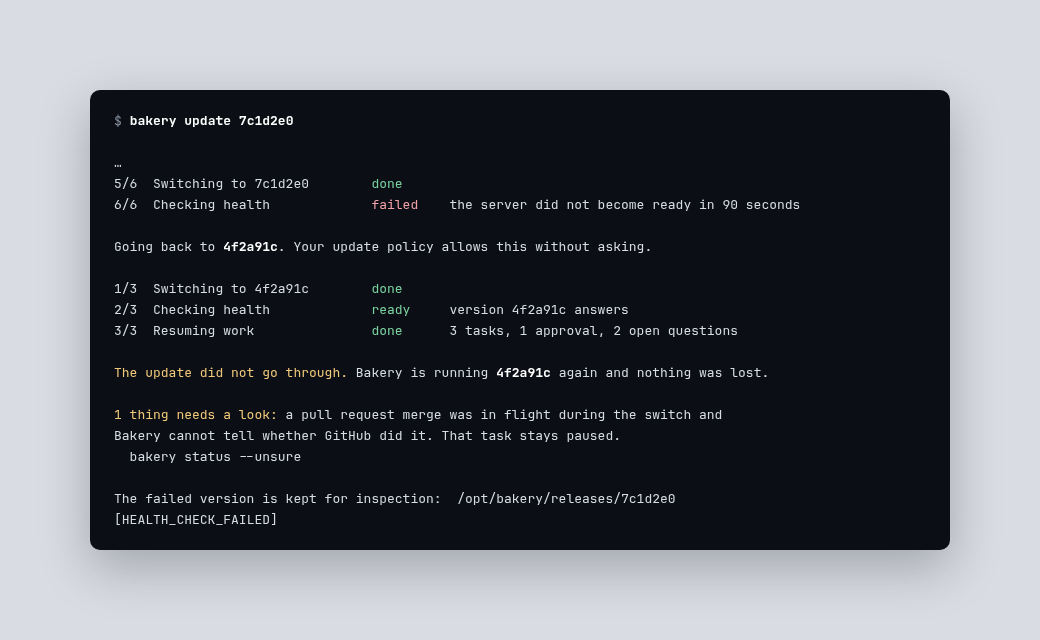 $ bakery update 7c1d2e0
…
5/6  Switching to 7c1d2e0        done
6/6  Checking health             failed    the server did not become ready in 90 seconds
Going back to 4f2a91c. Your update policy allows this without asking.
1/3  Switching to 4f2a91c        done
2/3  Checking health             ready     version 4f2a91c answers
3/3  Resuming work               done      3 tasks, 1 approval, 2 open questions
The update did not go through. Bakery is running 4f2a91c again and nothing was lost.
1 thing needs a look: a pull request merge was in flight during the switch and
Bakery cannot tell whether GitHub did it. That task stays paused.
  bakery status --unsure
The failed version is kept for inspection:  /opt/bakery/releases/7c1d2e0
[HEALTH_CHECK_FAILED]